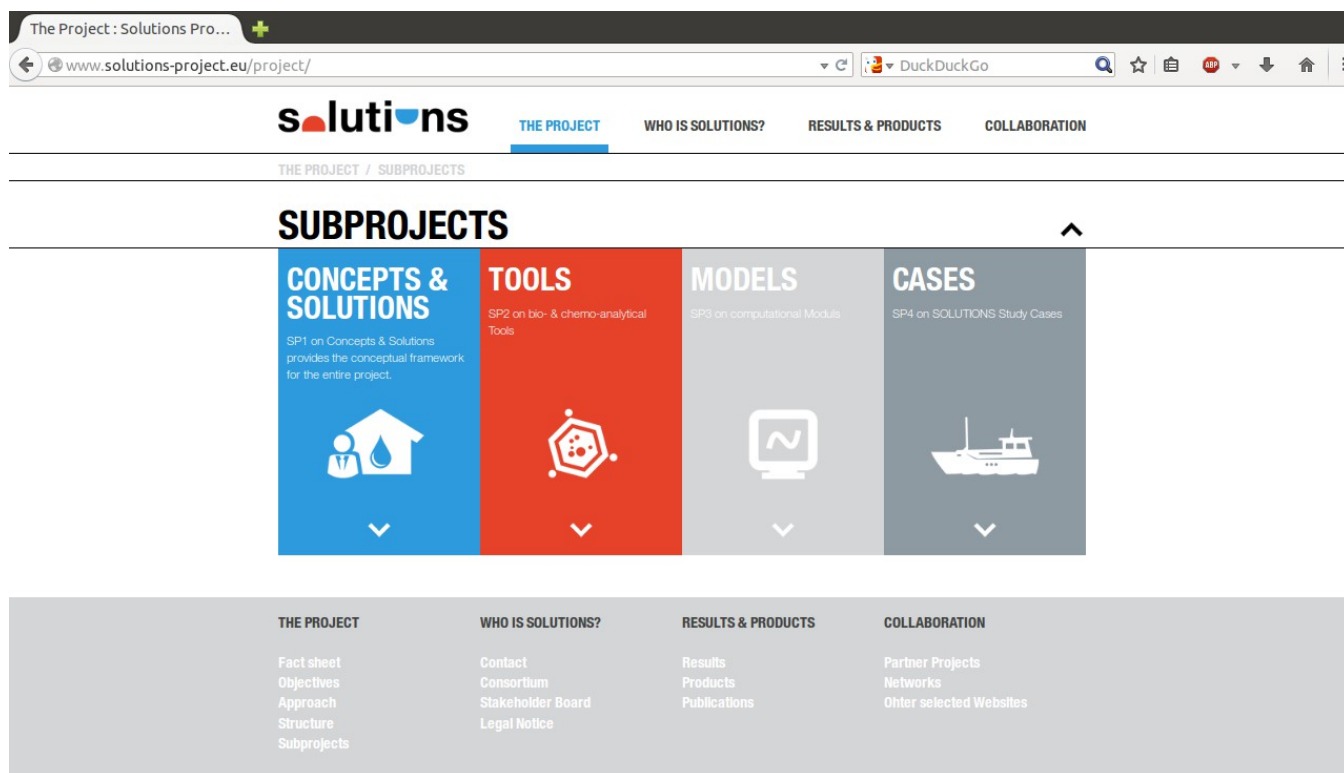 The Project : Solutions Pro...
www.solutions-project.eu/project/
DuckDuckGo
ABP
solutions
THE PROJECT
WHO IS SOLUTIONS?
RESULTS & PRODUCTS
COLLABORATION
THE PROJECT / SUBPROJECTS
SUBPROJECTS
CONCEPTS &
SOLUTIONS
SP1 on Concepts & Solutions
provides the conceptual framework
for the entire project.
TOOLS
SP2 on bio- & chemo-analytical
Tools
MODELS
SP3 on computational Moduls
CASES
SP4 on SOLUTIONS Study Cases
THE PROJECT
Fact sheet
Objectives
Approach
Structure
Subprojects
WHO IS SOLUTIONS?
Contact
Consortium
Stakeholder Board
Legal Notice
RESULTS & PRODUCTS
Results
Products
Publications
COLLABORATION
Partner Projects
Networks
Ohter selected Websites